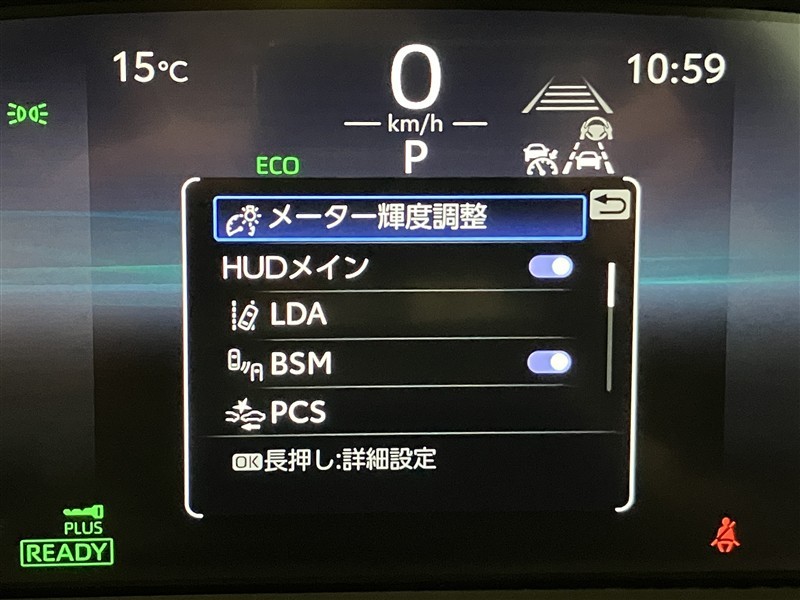 15°C
0
10:59
km/h
P
ECO
メーター輝度調整
HUDメイン
LDA
BSM
PCS
OK長押し:詳細設定
PLUS
READY